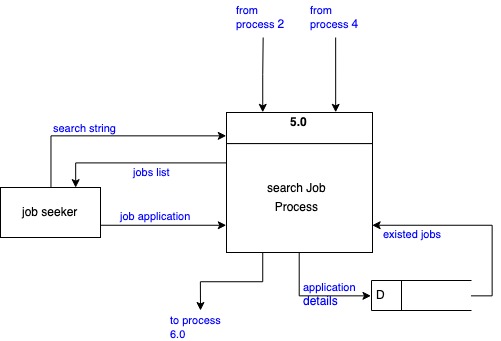 from
process 2
from
process 4
5.0
search string
jobs list
search Job
Process
job seeker
job application
existed jobs
application
details
D
to process
6.0